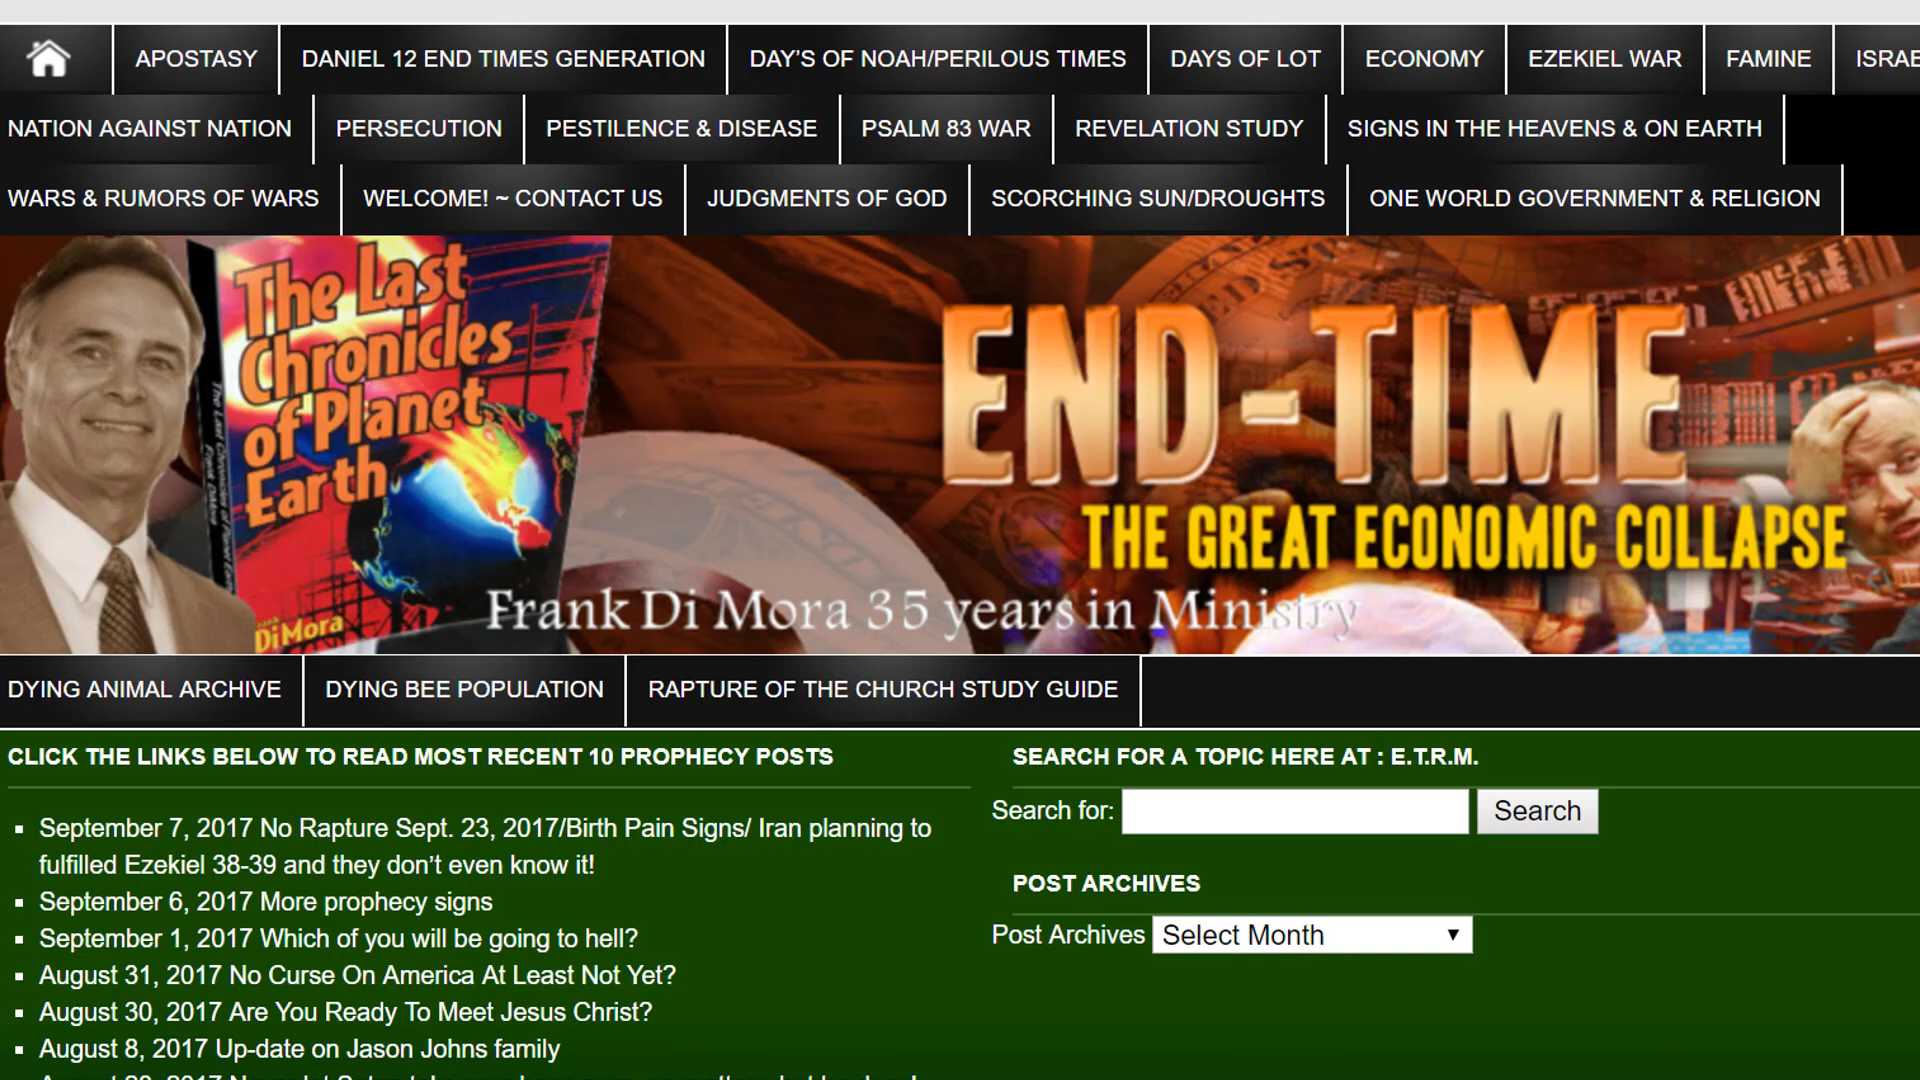 APOSTASY DANIEL 12 END TIMES GENERATION DAY'S OF NOAH/PERILOUS TIMES DAYS OF LOT ECONOMY EZEKIEL WAR FAMINE ISRAE
NATION AGAINST NATION PERSECUTION PESTILENCE & DISEASE PSALM 83 WAR REVELATION STUDY SIGNS IN THE HEAVENS & ON EARTH
WARS & RUMORS OF WARS WELCOME! ~ CONTACT US JUDGMENTS OF GOD SCORCHING SUN/DROUGHTS ONE WORLD GOVERNMENT & RELIGION
The Last
Chronicles
of Planet
Earth
DiMora
END-TIME
THE GREAT ECONOMIC COLLAPSE
Frank Di Mora 35 years in Ministry
DYING ANIMAL ARCHIVE DYING BEE POPULATION RAPTURE OF THE CHURCH STUDY GUIDE
CLICK THE LINKS BELOW TO READ MOST RECENT 10 PROPHECY POSTS
September 7, 2017 No Rapture Sept. 23, 2017/Birth Pain Signs/ Iran planning to
fulfilled Ezekiel 38-39 and they don't even know it!
September 6, 2017 More prophecy signs
September 1, 2017 Which of you will be going to hell?
August 31, 2017 No Curse On America At Least Not Yet?
August 30, 2017 Are You Ready To Meet Jesus Christ?
August 8, 2017 Up-date on Jason Johns family
SEARCH FOR A TOPIC HERE AT : E.T.R.M.
Search for: Search
POST ARCHIVES
Post Archives Select Month